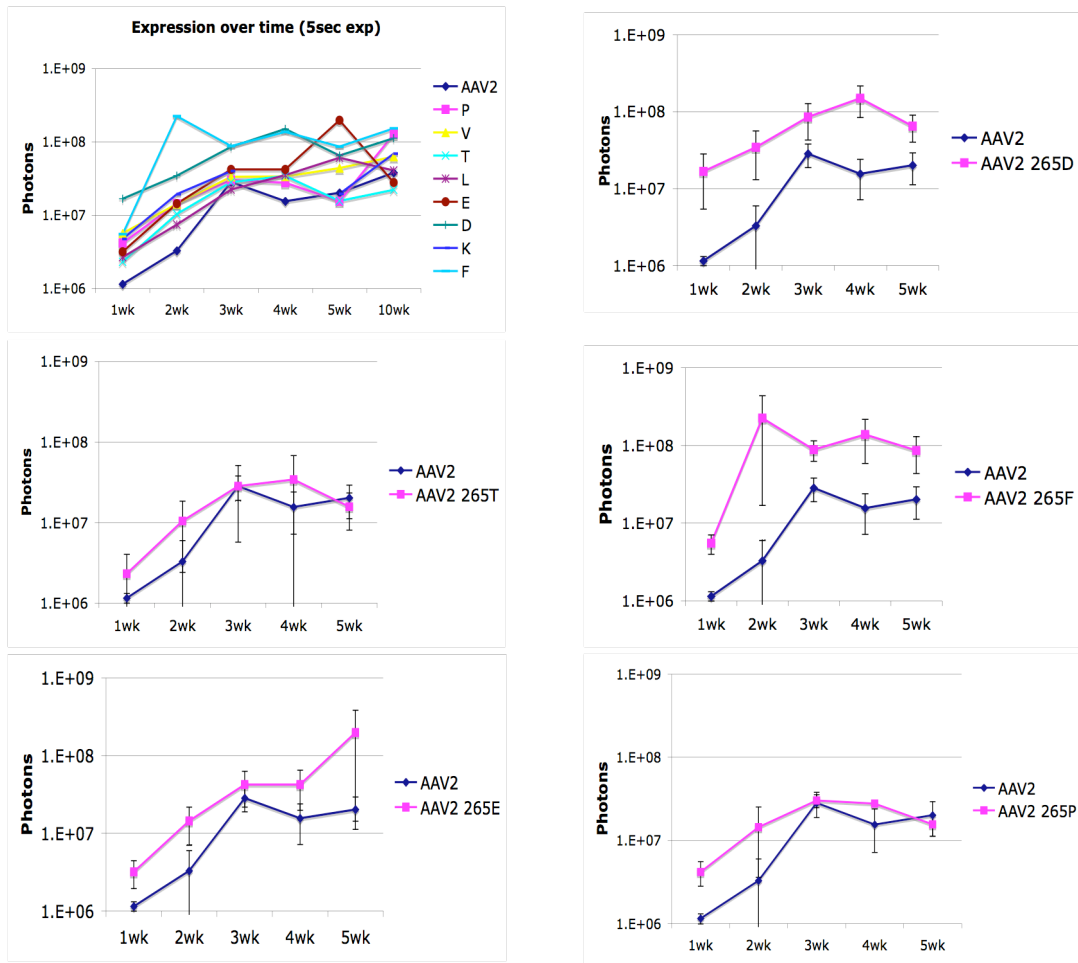 Expression over time (5sec exp)
1.E+09
1.E+08
1.E+07
1.E+06
Photons
1wk 2wk 3wk 4wk 5wk 10wk
AAV2
P
V
T
L
E
D
K
F
1.E+09
1.E+08
1.E+07
1.E+06
Photons
1wk 2wk 3wk 4wk 5wk
AAV2
AAV2 265D
1.E+09
1.E+08
1.E+07
1.E+06
Photons
1wk 2wk 3wk 4wk 5wk
AAV2
AAV2 265T
1.E+09
1.E+08
1.E+07
1.E+06
Photons
1wk 2wk 3wk 4wk 5wk
AAV2
AAV2 265F
1.E+09
1.E+08
1.E+07
1.E+06
Photons
1wk 2wk 3wk 4wk 5wk
AAV2
AAV2 265E
1.E+09
1.E+08
1.E+07
1.E+06
Photons
1wk 2wk 3wk 4wk 5wk
AAV2
AAV2 265P